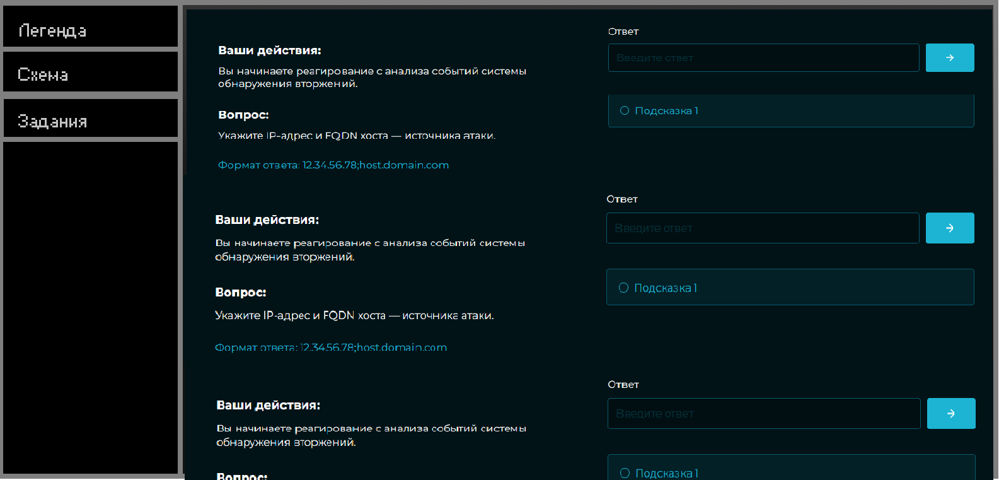 Легенда
Схема
Задания
Ваши действия:
Вы начинаете реагирование с анализа событий системы
обнаружения вторжений.
Вопрос:
Укажите IP-адрес и FQDN хоста — источника атаки.
Формат ответа: 12.34.56.78;host.domain.com
Ответ
Введите ответ
Подсказка 1
Ваши действия:
Вы начинаете реагирование с анализа событий системы
обнаружения вторжений.
Вопрос:
Укажите IP-адрес и FQDN хоста — источника атаки.
Формат ответа: 12.34.56.78;host.domain.com
Ответ
Введите ответ
Подсказка 1
Ваши действия:
Вы начинаете реагирование с анализа событий системы
обнаружения вторжений.
Вопрос:
Ответ
Введите ответ
Подсказка 1